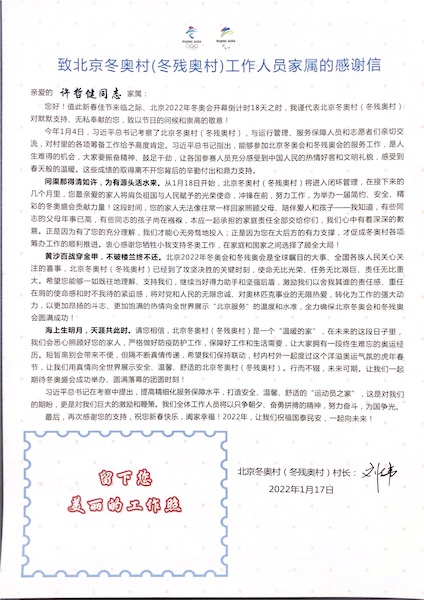 致北京冬奥村(冬残奥村)工作人员家属的感谢信
亲爱的 许哲健同志 家属：
您好！值此新春佳节来临之际、北京2022年冬奥会开幕倒计时18天之时，我谨代表北京冬奥村（冬残奥村）
对默默支持、无私奉献的您，致以节日的问候和崇高的敬意！
今年1月4日，习近平总书记考察了北京冬奥村（冬残奥村），与运行管理、服务保障人员和志愿者们亲切交
流，对村里的各项筹备工作给予高度肯定。习近平总书记指出，能够参加北京冬奥会和冬残奥会的服务工作，是人
生难得的机会，大家要振奋精神、鼓足干劲，让各国参赛人员充分感受到中国人民的热情好客和文明礼貌，感受到
春天般的温暖。这些成绩的取得离不开您背后的辛勤付出和鼎力支持。
问渠那得清如许，为有源头活水来。从1月18日开始，北京冬奥村（冬残奥村）将进入闭环管理，在接下来的
几个月里，您最亲爱的家人将肩负祖国与人民赋予的光荣使命，冲锋在前，努力工作，为举办一届简约、安全、精
彩的冬奥盛会贡献力量！这段时间，您的家人无法像往常一样回家照顾父母、陪伴爱人和孩子——我知道，有些同
志的父母年事已高，有些同志的孩子尚在襁褓，本应一起承担的家庭责任全部交给你们，我们心中有着深深的歉
意。正是因为有了您的充分理解，我们才能心无旁骛地投入；正是因为您在大后方的有力支撑，才促成冬奥村各项
筹办工作的顺利推进。衷心感谢您牺牲小我支持冬奥工作，在家庭和国家之间选择了顾全大局！
黄沙百战穿金甲，不破楼兰终不还。北京2022年冬奥会和冬残奥会是全球瞩目的大事、全国各族人民关心关
注的喜事，北京冬奥村（冬残奥村）已经到了攻坚决胜的关键时刻，使命无比光荣、任务无比艰巨、责任无比重
大。希望您能够一如既往地理解、支持我们，继续当好得力助手和坚强后盾，激励我们以舍我其谁的责任感、重任
在肩的使命感和时不我待的紧迫感，将对党和人民的无限忠诚、对奥林匹克事业的无限热爱，转化为工作的强大动
力，以更加昂扬的斗志、更加饱满的热情向全世界展示“北京服务”的温度和水准，全力确保北京冬奥会和冬残奥
会圆满成功！
海上生明月，天涯共此时。请您相信，北京冬奥村（冬残奥村）是一个“温暖的家”，在未来的这段日子里，
我们会悉心照顾好您的家人，严格做好防疫防护工作，保障好工作和生活需要，让大家拥有一段终生难忘的奥运经
历。短暂离别会带来不便，但隔不断真情传递，希望我们保持联动，村内村外一起度过这个洋溢奥运气氛的虎年春
节，让我们用真情向全世界展示安全、温馨、舒适的北京冬奥村（冬残奥村）。行而不辍，未来可期。让我们一起
期待冬奥盛会成功举办、圆满落幕的团圆时刻！
习近平总书记在考察中提出，提高精细化服务保障水平，打造安全、温馨、舒适的“运动员之家”，这是对我们
的期盼，更是对我们巨大的激励和鞭策。我们全体工作人员将以只争朝夕、奋勇拼搏的精神，努力奋斗，为国争光。
最后，再次感谢您的支持，祝您新春快乐，阖家幸福！2022年，让我们祝福国泰民安，一起向未来！
留下您
美丽的工作照
北京冬奥村（冬残奥村）村长：
2022年1月17日